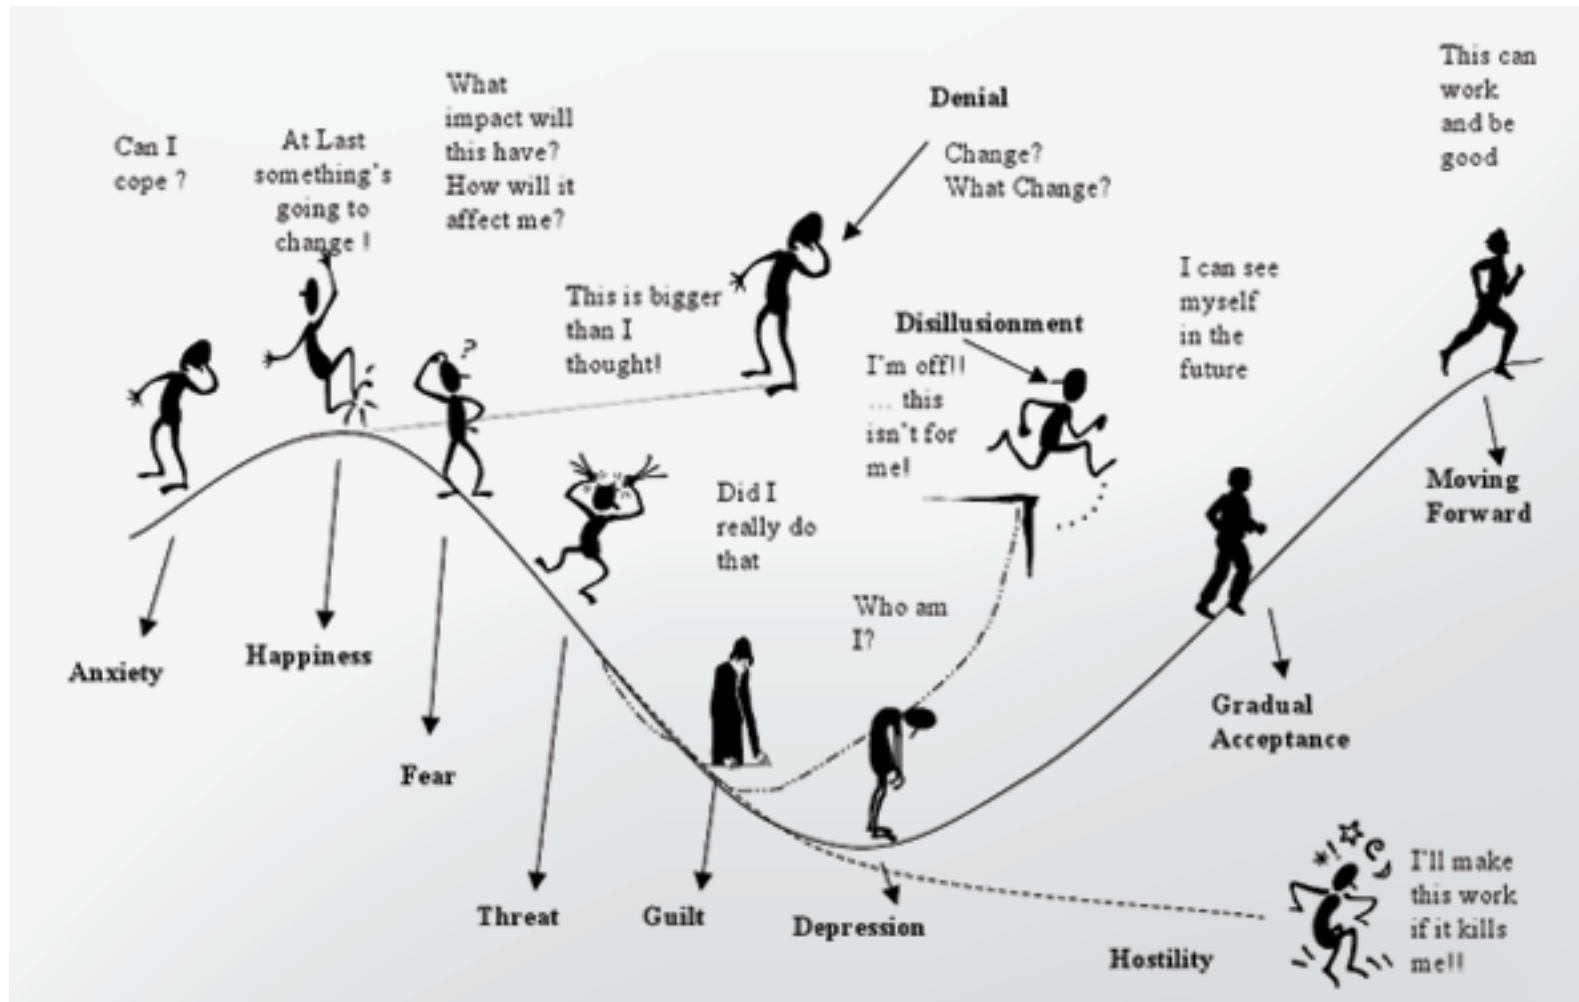 Can I
cope ?
At Last
something's
going to
change !
What
impact will
this have?
How will it
affect me?
?
This is bigger
than I
thought!
Denial
Change?
What Change?
Disillusionment
I'm off!!
... this
isn't for
me!
I can see
myself
in the
future
This can
work
and be
good
Did I
really do
that
Who am
I?
Moving
Forward
Anxiety
Happiness
Fear
Threat
Guilt
Depression
Gradual
Acceptance
Hostility
I'll make
this work
if it kills
me!!